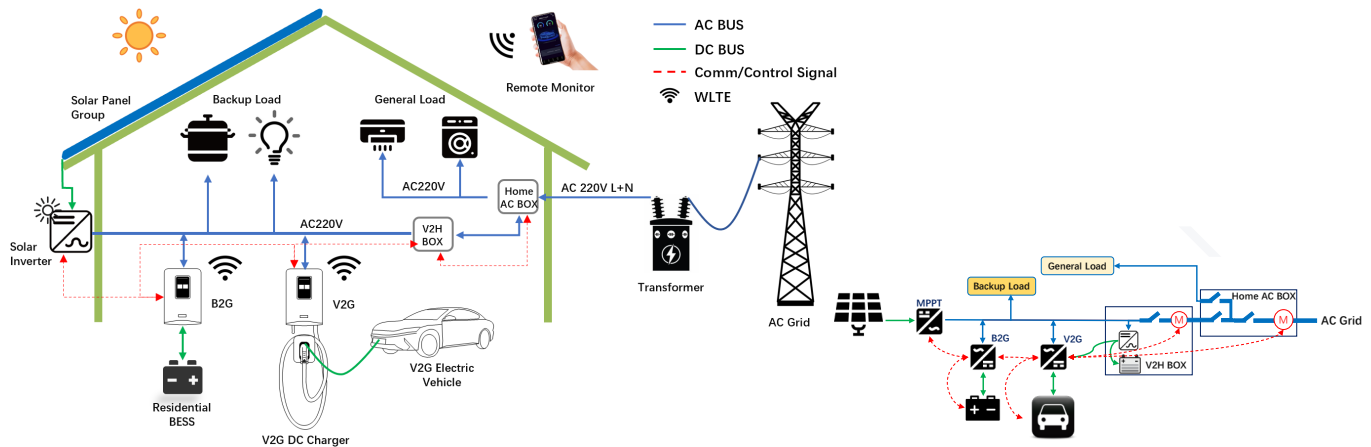 AC BUS
DC BUS
Comm/Control Signal
WLTE
Remote Monitor
Solar Panel
Group
Backup Load
General Load
AC220V
Home
AC BOX
AC 220V L+N
AC220V
V2H
BOX
Solar
Inverter
B2G
V2G
Transformer
AC Grid
V2G Electric
Vehicle
Residential
BESS
V2G DC Charger
General Load
Backup Load
MPPT
Home AC BOX
M
M
AC Grid
B2G
V2G
V2H BOX